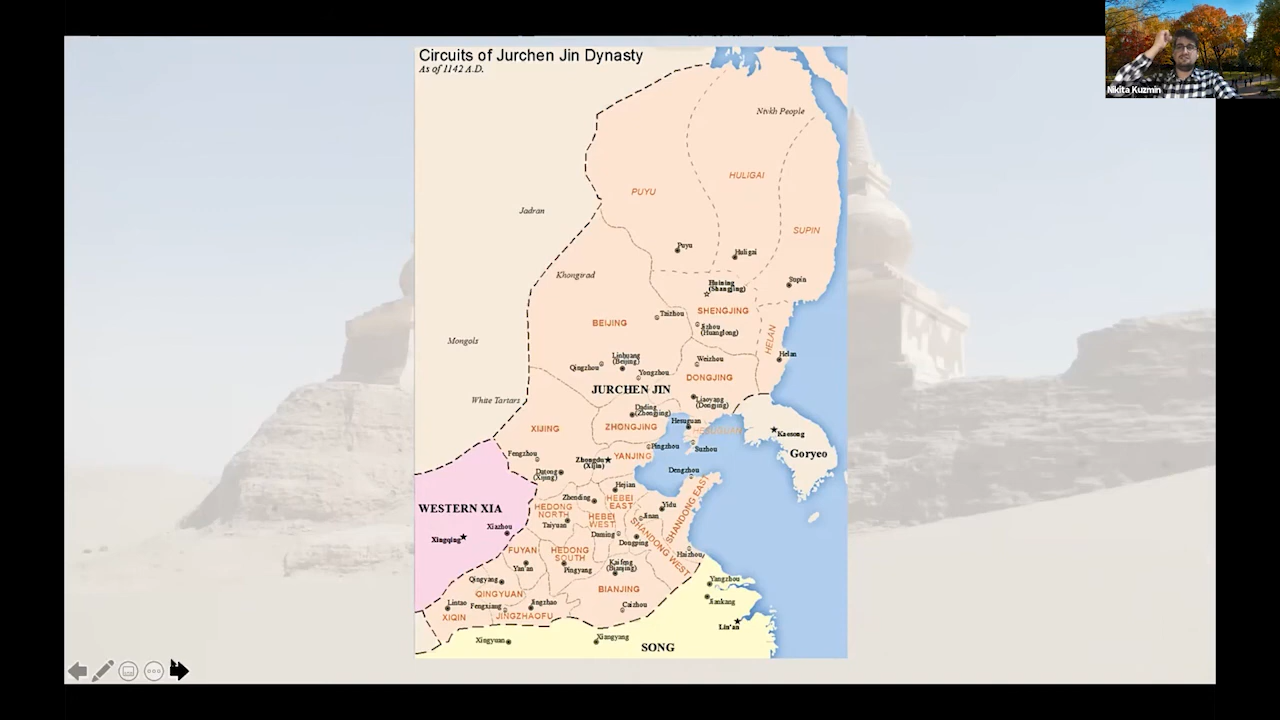 Circuits of Jurchen Jin Dynasty
As of 1142 A.D.
Nikita Kuzmin
Nivkh People
HULIGAI
PUYU
Jadran
SUPIN
Puyu
Huligai
Khongirad
Supin
Huining
(Shangjing)
SHENGJING
Taizhou
BEIJING
Jizhou
(Huanglong)
HELAN
Mongols
Helan
Linhuang
(Beijing)
Weizhou
Qingzhou
Yongzhou
DONGJING
JURCHEN JIN
White Tartars
Liaoyang
(Dongjing)
Dading
(Zhongjing)
Hesuguan
XIJING
ZHONGJING
Kaesong
Pingzhou
Suzhou
Goryeo
Fengzhou
Zhongdu
(Xijin)
YANJING
Datong
(Xijing)
Dengzhou
Hejian
Zhending
HEBEI
EAST
SHANDONG EAST
WESTERN XIA
HEDONG
NORTH
Yidu
HEBEI
WEST
Jinan
Taiyuan
SHANDONG WEST
Xiazhou
Daming
Xingqing
Dongping
FUYAN
HEDONG
SOUTH
Haizhou
Yan'an
Pingyang
Kaifeng
(Bianjing)
Qingyang
Yangzhou
QINGYUAN
BIANJING
Lintao
Fengxiang
Jingzhao
Caizhou
Jiankang
XIQIN
JINGZHAOFU
Lin'an
Xingyuan
Xiangyang
SONG